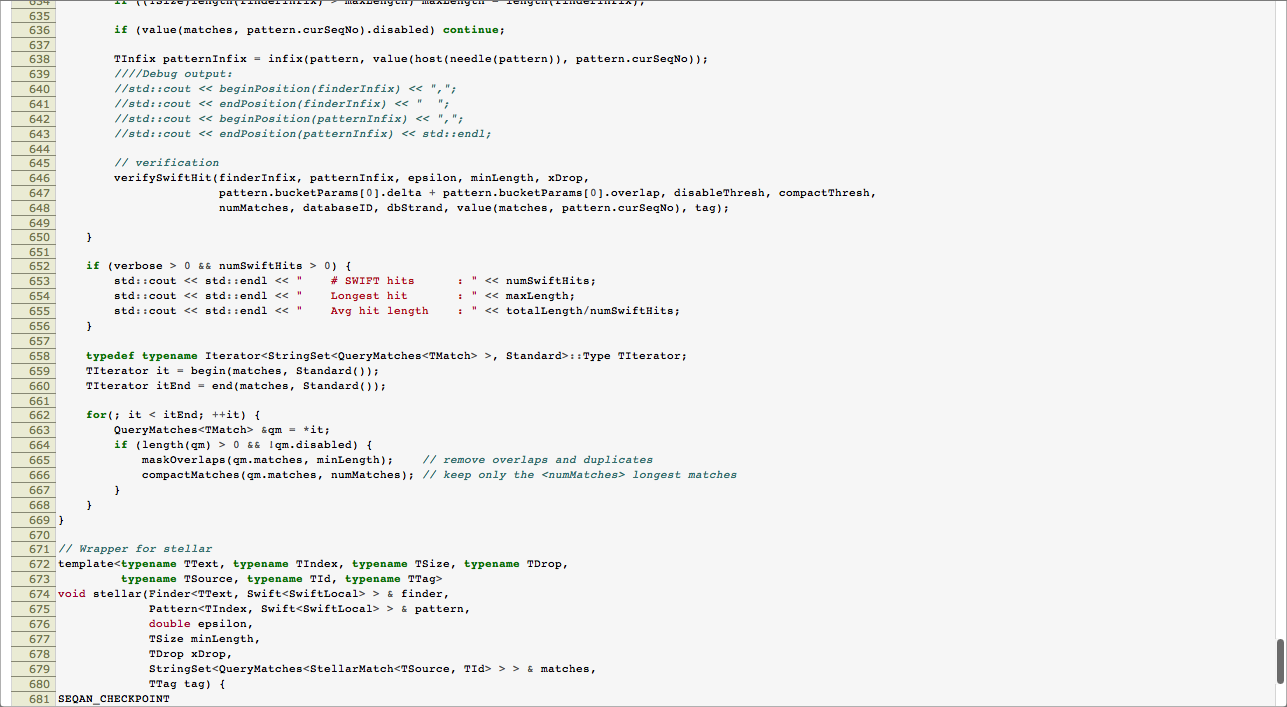 634         if ((TSize)length(finderInfix) > maxLength) maxLength = length(finderInfix);
635
636         if (value(matches, pattern.curSeqNo).disabled) continue;
637
638         TInfix patternInfix = infix(pattern, value(host(needle(pattern)), pattern.curSeqNo));
639         ////Debug output:
640         //std::cout << beginPosition(finderInfix) << ",";
641         //std::cout << endPosition(finderInfix) << "  ";
642         //std::cout << beginPosition(patternInfix) << ",";
643         //std::cout << endPosition(patternInfix) << std::endl;
644
645         // verification
646         verifySwiftHit(finderInfix, patternInfix, epsilon, minLength, xDrop,
647                        pattern.bucketParams[0].delta + pattern.bucketParams[0].overlap, disableThresh, compactThresh,
648                        numMatches, databaseID, dbStrand, value(matches, pattern.curSeqNo), tag);
649
650     }
651
652     if (verbose > 0 && numSwiftHits > 0) {
653         std::cout << std::endl << "    # SWIFT hits      : " << numSwiftHits;
654         std::cout << std::endl << "    Longest hit       : " << maxLength;
655         std::cout << std::endl << "    Avg hit length    : " << totalLength/numSwiftHits;
656     }
657
658     typedef typename Iterator<StringSet<QueryMatches<TMatch> >, Standard>::Type TIterator;
659     TIterator it = begin(matches, Standard());
660     TIterator itEnd = end(matches, Standard());
661
662     for(; it < itEnd; ++it) {
663         QueryMatches<TMatch> &qm = *it;
664         if (length(qm) > 0 && !qm.disabled) {
665             maskOverlaps(qm.matches, minLength);    // remove overlaps and duplicates
666             compactMatches(qm.matches, numMatches); // keep only the <numMatches> longest matches
667         }
668     }
669 }
670
671 // Wrapper for stellar
672 template<typename TText, typename TIndex, typename TSize, typename TDrop,
673          typename TSource, typename TId, typename TTag>
674 void stellar(Finder<TText, Swift<SwiftLocal> > & finder,
675              Pattern<TIndex, Swift<SwiftLocal> > & pattern,
676              double epsilon,
677              TSize minLength,
678              TDrop xDrop,
679              StringSet<QueryMatches<StellarMatch<TSource, TId> > > & matches,
680              TTag tag) {
681 SEQAN_CHECKPOINT